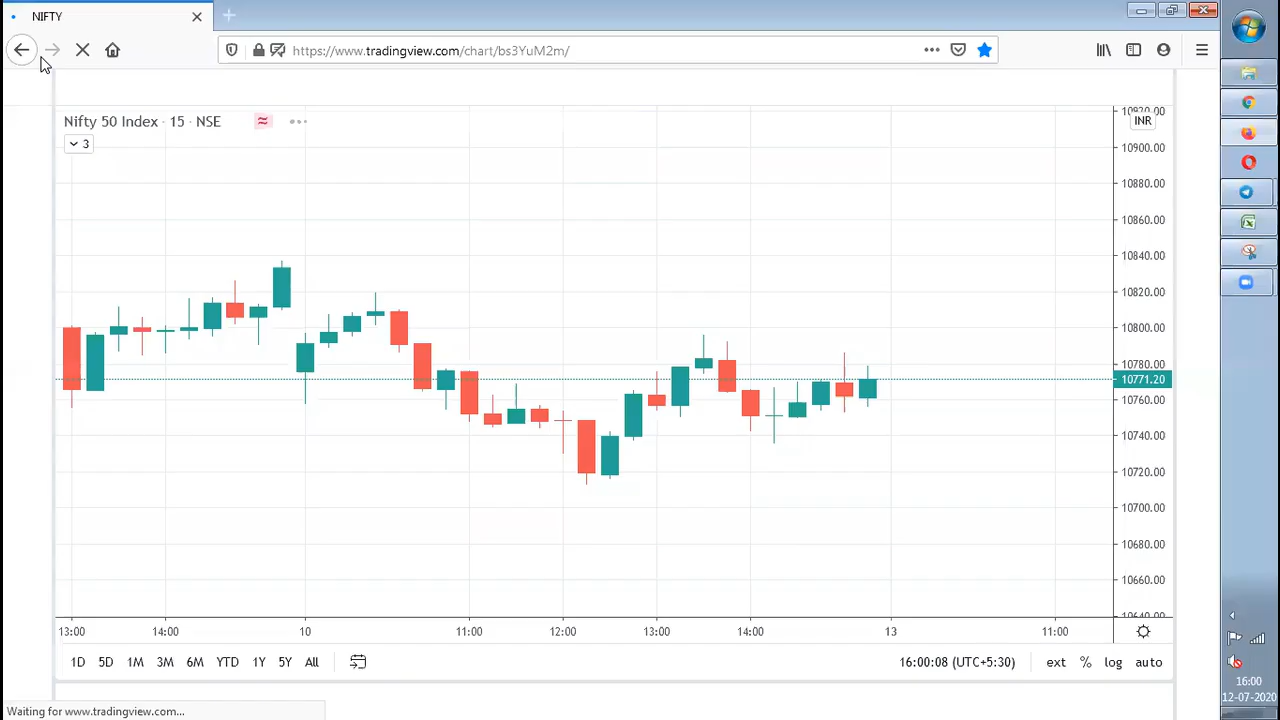 NIFTY
https://www.tradingview.com/chart/bs3YuM2m/
Nifty 50 Index · 15 · NSE
3
INR
10920.00
10900.00
10880.00
10860.00
10840.00
10820.00
10800.00
10780.00
10771.20
10760.00
10740.00
10720.00
10700.00
10680.00
10660.00
10640.00
13:00 14:00 10 11:00 12:00 13:00 14:00 13 11:00
1D 5D 1M 3M 6M YTD 1Y 5Y All 16:00:08 (UTC+5:30) ext % log auto
Waiting for www.tradingview.com...
16:00
12-07-2020